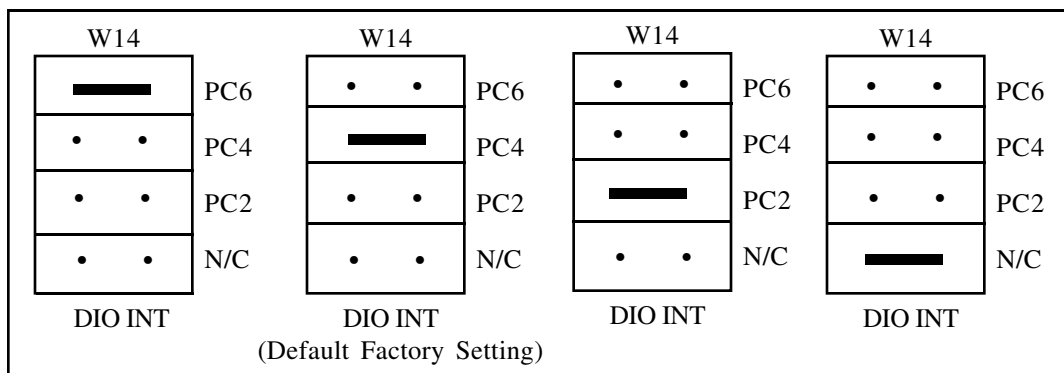 W14
PC6
PC4
PC2
N/C
DIO INT
W14
PC6
PC4
PC2
N/C
DIO INT
(Default Factory Setting)
W14
PC6
PC4
PC2
N/C
DIO INT
W14
PC6
PC4
PC2
N/C
DIO INT